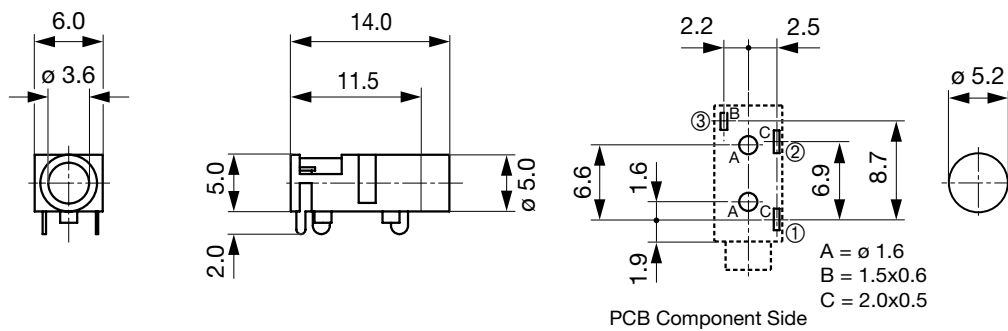 6.0
ø 3.6
14.0
11.5
5.0
2.0
ø 5.0
2.2
2.5
③
B
C
②
A
6.6
1.6
6.9
8.7
A
C
①
1.9
A = ø 1.6
B = 1.5x0.6
C = 2.0x0.5
PCB Component Side
ø 5.2